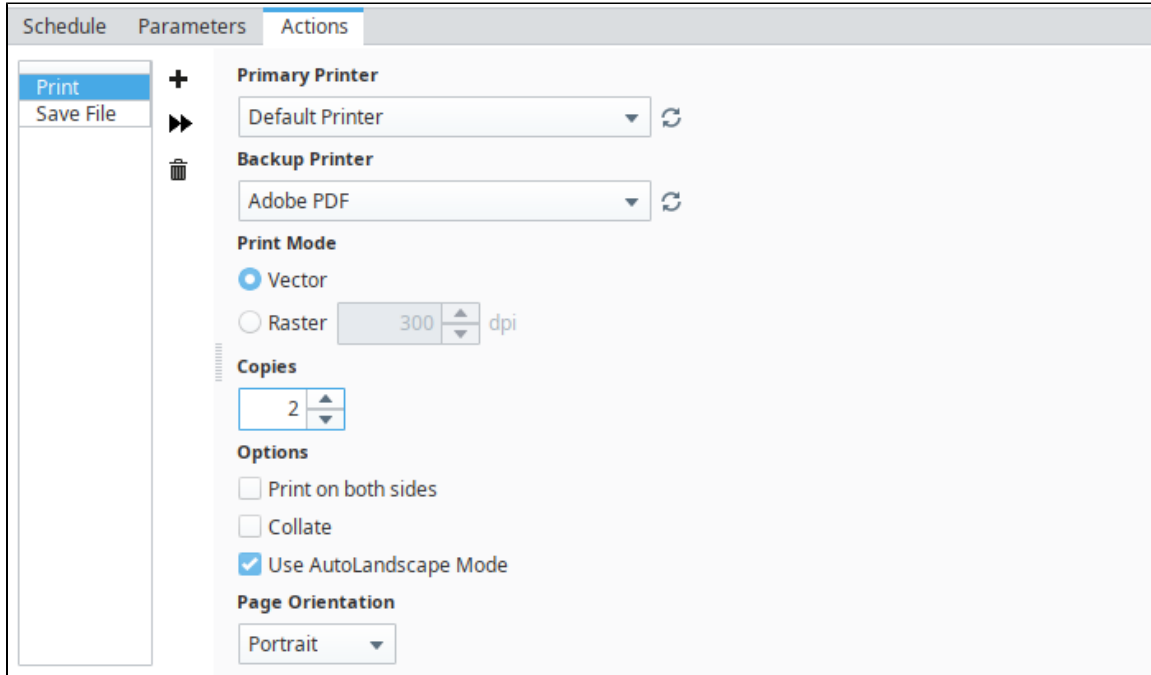 Schedule Parameters Actions
Print
Save File
Primary Printer
Default Printer
Backup Printer
Adobe PDF
Print Mode
Vector
Raster 300 dpi
Copies
2
Options
Print on both sides
Collate
Use AutoLandscape Mode
Page Orientation
Portrait